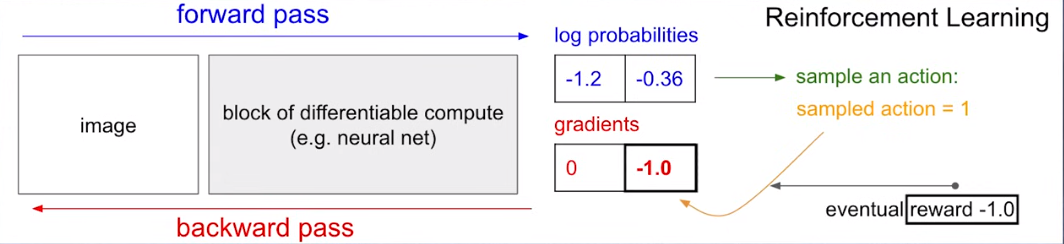 forward pass
Reinforcement Learning
log probabilities
-1.2 -0.36
sample an action:
sampled action = 1
image
block of differentiable compute
(e.g. neural net)
gradients
0 -1.0
eventual reward -1.0
backward pass